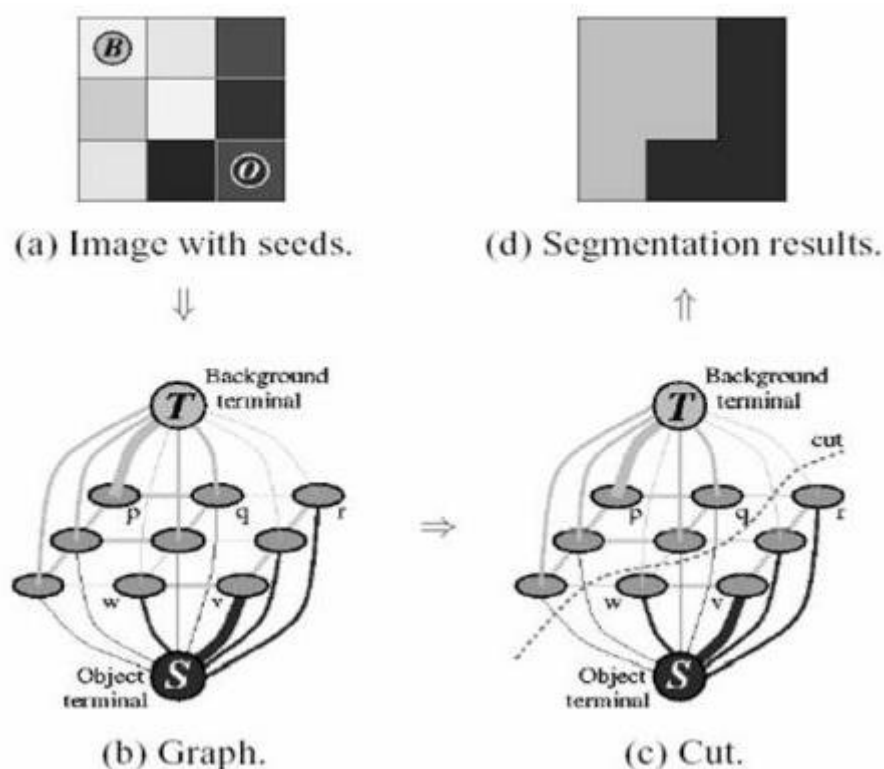 B
O
(a) Image with seeds.
(d) Segmentation results.
⇓
⇑
Background
terminal
T
p
q
r
w
v
Object
terminal
S
(b) Graph.
⇒
Background
terminal
T
cut
p
q
r
w
v
Object
terminal
S
(c) Cut.